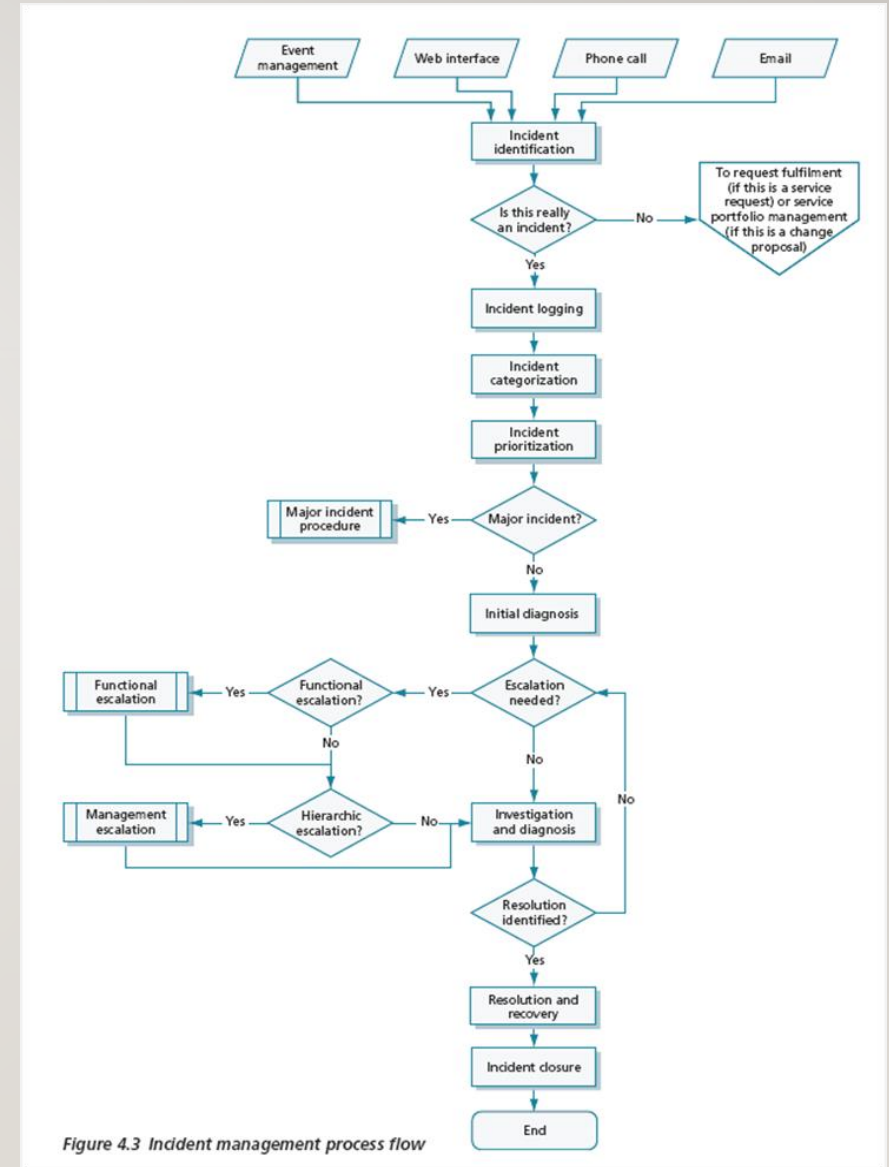 Event
management
Web interface
Phone call
Email
Incident
identification
Is this really
an incident?
No
To request fulfilment
(if this is a service
request) or service
portfolio management
(if this is a change
proposal)
Yes
Incident logging
Incident
categorization
Incident
prioritization
Major incident
procedure
Yes
Major incident?
No
Initial diagnosis
Functional
escalation
Yes
Functional
escalation?
Yes
Escalation
needed?
No
No
No
Management
escalation
Yes
Hierarchic
escalation?
No
Investigation
and diagnosis
Resolution
identified?
Yes
Resolution and
recovery
Incident closure
End
Figure 4.3 Incident management process flow